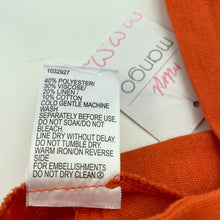 1032927
40% POLYESTER/
30% VISCOSE/
20% LINEN /
10% COTTON
COLD GENTLE MACHINE
WASH
SEPARATELY BEFORE USE.
DO NOT SOAK/DO NOT
BLEACH.
LINE DRY WITHOUT DELAY.
DO NOT TUMBLE DRY.
WARM IRON/ON REVERSE
SIDE
FOR EMBELLISHMENTS
DO NOT DRY CLEAN
mango